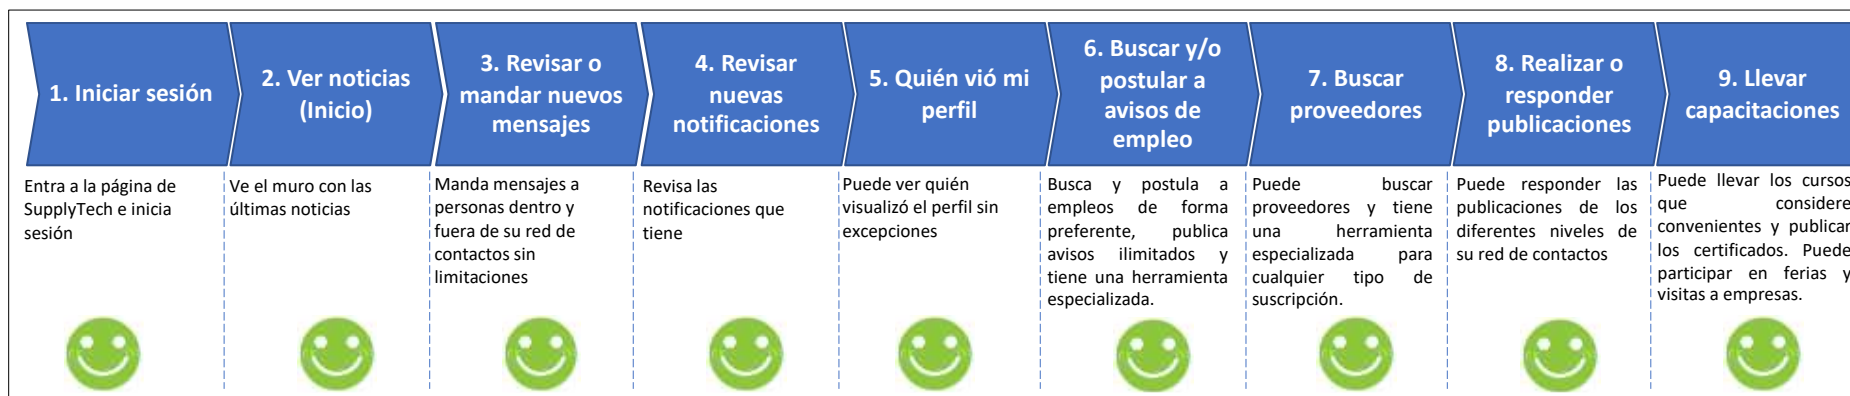 1. Iniciar sesión
2. Ver noticias
(Inicio)
3. Revisar o
mandar nuevos
mensajes
4. Revisar
nuevas
notificaciones
5. Quién vió mi
perfil
6. Buscar y/o
postular a
avisos de
empleo
7. Buscar
proveedores
8. Realizar o
responder
publicaciones
9. Llevar
capacitaciones
Entra a la página de
SupplyTech e inicia
sesión
Ve el muro con las
últimas noticias
Manda mensajes a
personas dentro y
fuera de su red de
contactos sin
limitaciones
Revisa las
notificaciones que
tiene
Puede ver quién
visualizó el perfil sin
excepciones
Busca y postula a
empleos de forma
preferente, publica
avisos ilimitados y
tiene una herramienta
especializada.
Puede buscar
proveedores y tiene
una herramienta
especializada para
cualquier tipo de
suscripción.
Puede responder las
publicaciones de los
diferentes niveles de
su red de contactos
Puede llevar los cursos
que considere
convenientes y publicar
los certificados. Puede
participar en ferias y
visitas a empresas.